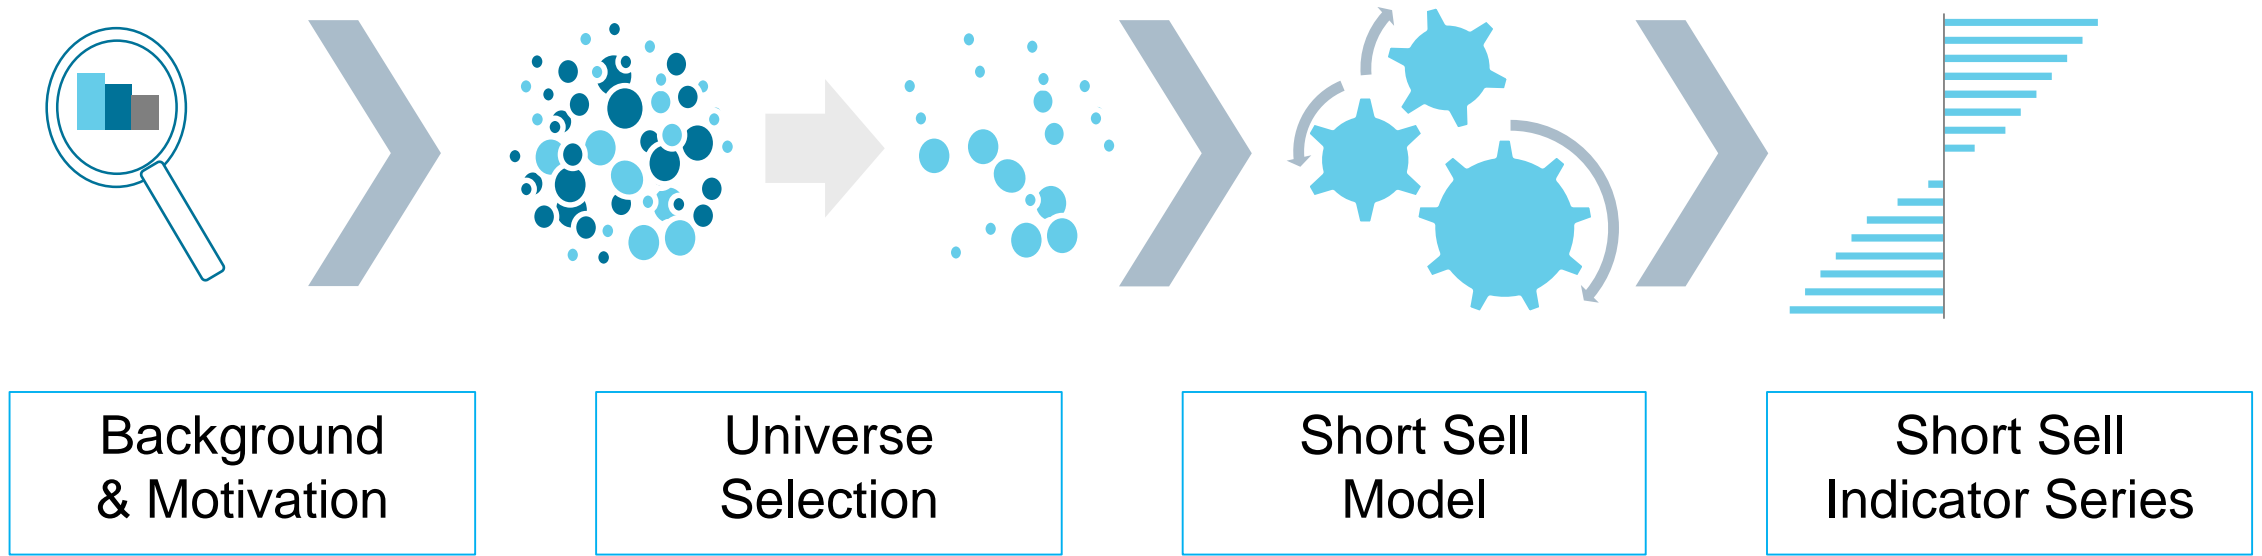 Background
& Motivation
Universe
Selection
Short Sell
Model
Short Sell
Indicator Series